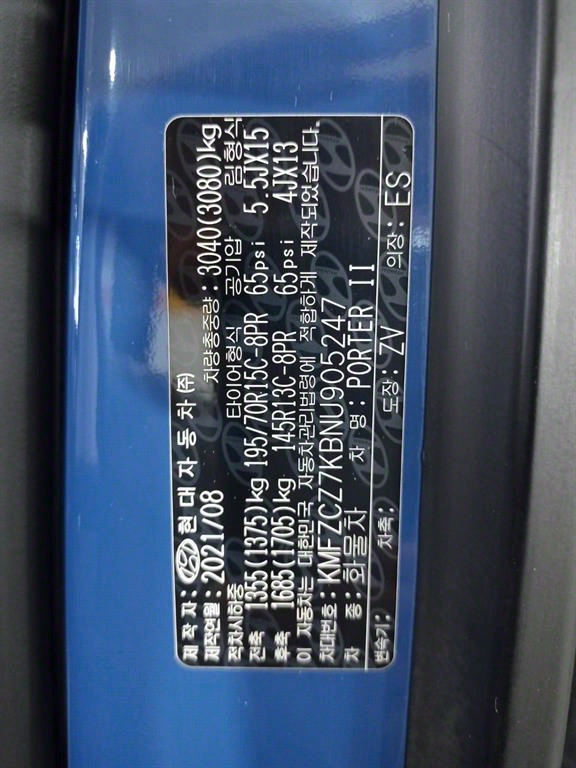 제 작 자 : 현대자동차(주)
제작연월 : 2021/08 차량총중량: 3040(3080)kg
적차시하중 타이어형식 공기압 림형식
전축 1355(1375)kg 195/70R15C-8PR 65psi 5.5JX15
후축 1685(1705)kg 145R13C-8PR 65psi 4JX13
이 자동차는 대한민국 자동차관리법령에 적합하게 제작되었습니다.
차대번호: KMFZCZ7KBNU905247
차 종: 화물차 차 명: PORTER II
변속기: 차축: 도장: ZV 의장: ES